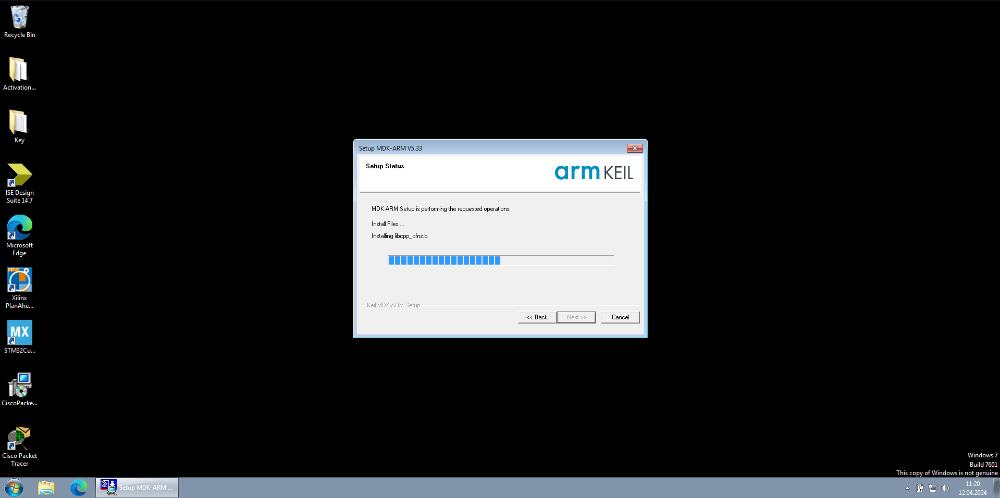 Recycle Bin
Activation...
Key
ISE Design
Suite 14.7
Microsoft
Edge
Xilinx
PlanAhe...
MX
STM32Cu...
CiscoPacke...
Cisco Packet
Tracer
Setup MDK-ARM V5.33
Setup Status
arm KEIL
MDK-ARM Setup is performing the requested operations.
Install Files ...
Installing libcpp_ofnz.b.
Keil MDK-ARM Setup
<< Back
Next >>
Cancel
Windows 7
Build 7601
This copy of Windows is not genuine
Setup MDK-ARM ...
11:20
12.04.2024